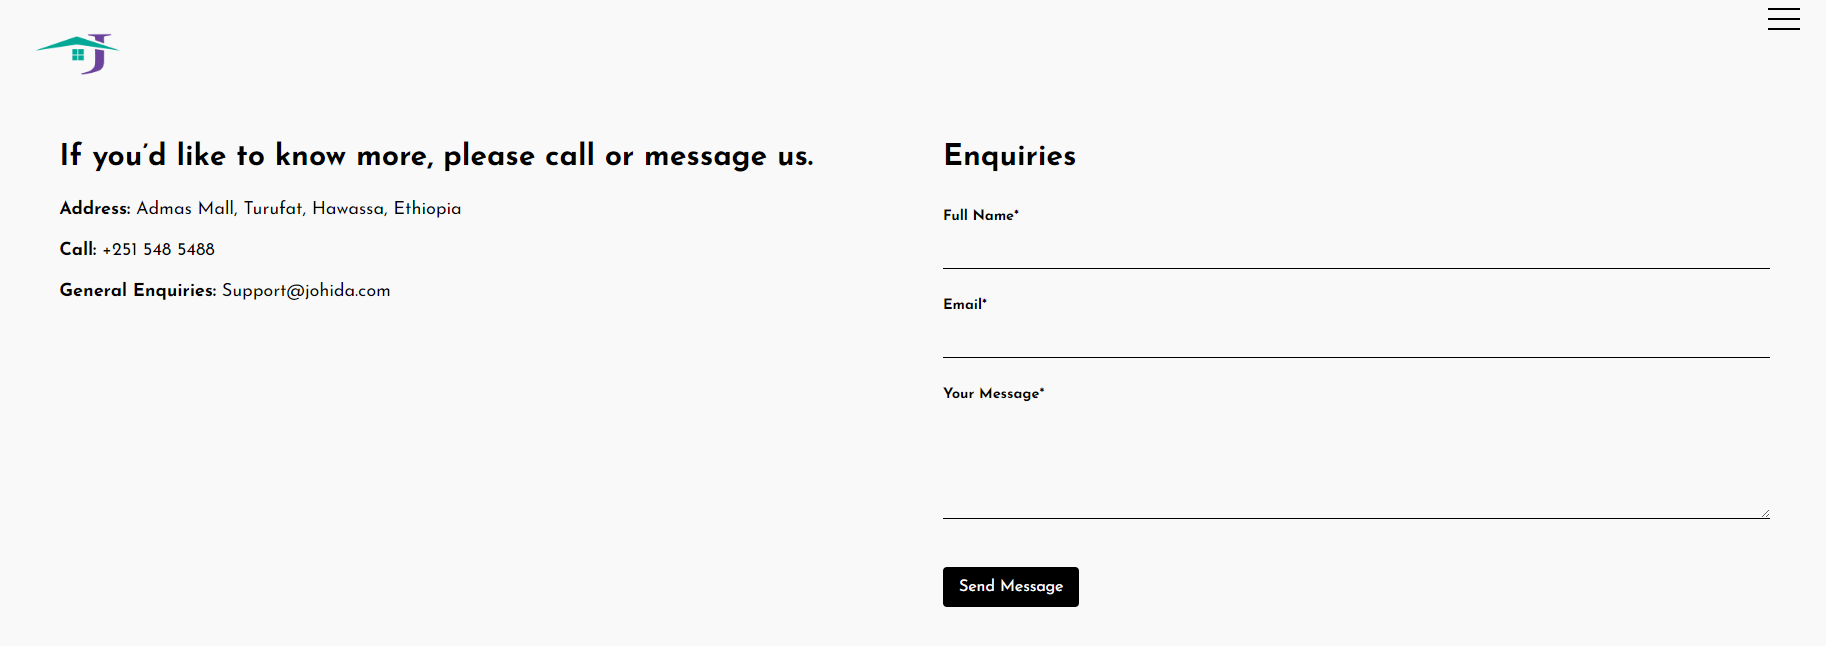 J
If you’d like to know more, please call or message us.
Address: Admas Mall, Turufat, Hawassa, Ethiopia
Call: +251 548 5488
General Enquiries: Support@johida.com
Enquiries
Full Name*
Email*
Your Message*
Send Message